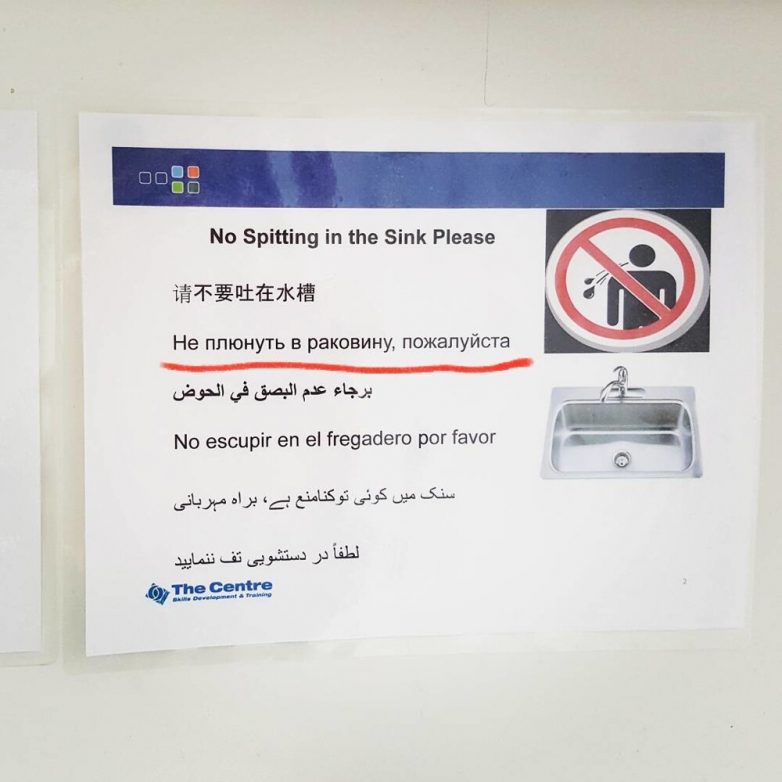 No Spitting in the Sink Please
请不要吐在水槽
Не плюнуть в раковину, пожалуйста
برجاء عدم البصق في الحوض
No escupir en el fregadero por favor
سنک میں کوئی توکنامنع ہے، براہ مہربانی
لطفاً در دستشویی تف ننمایید
The Centre
Skills Development & Training
2